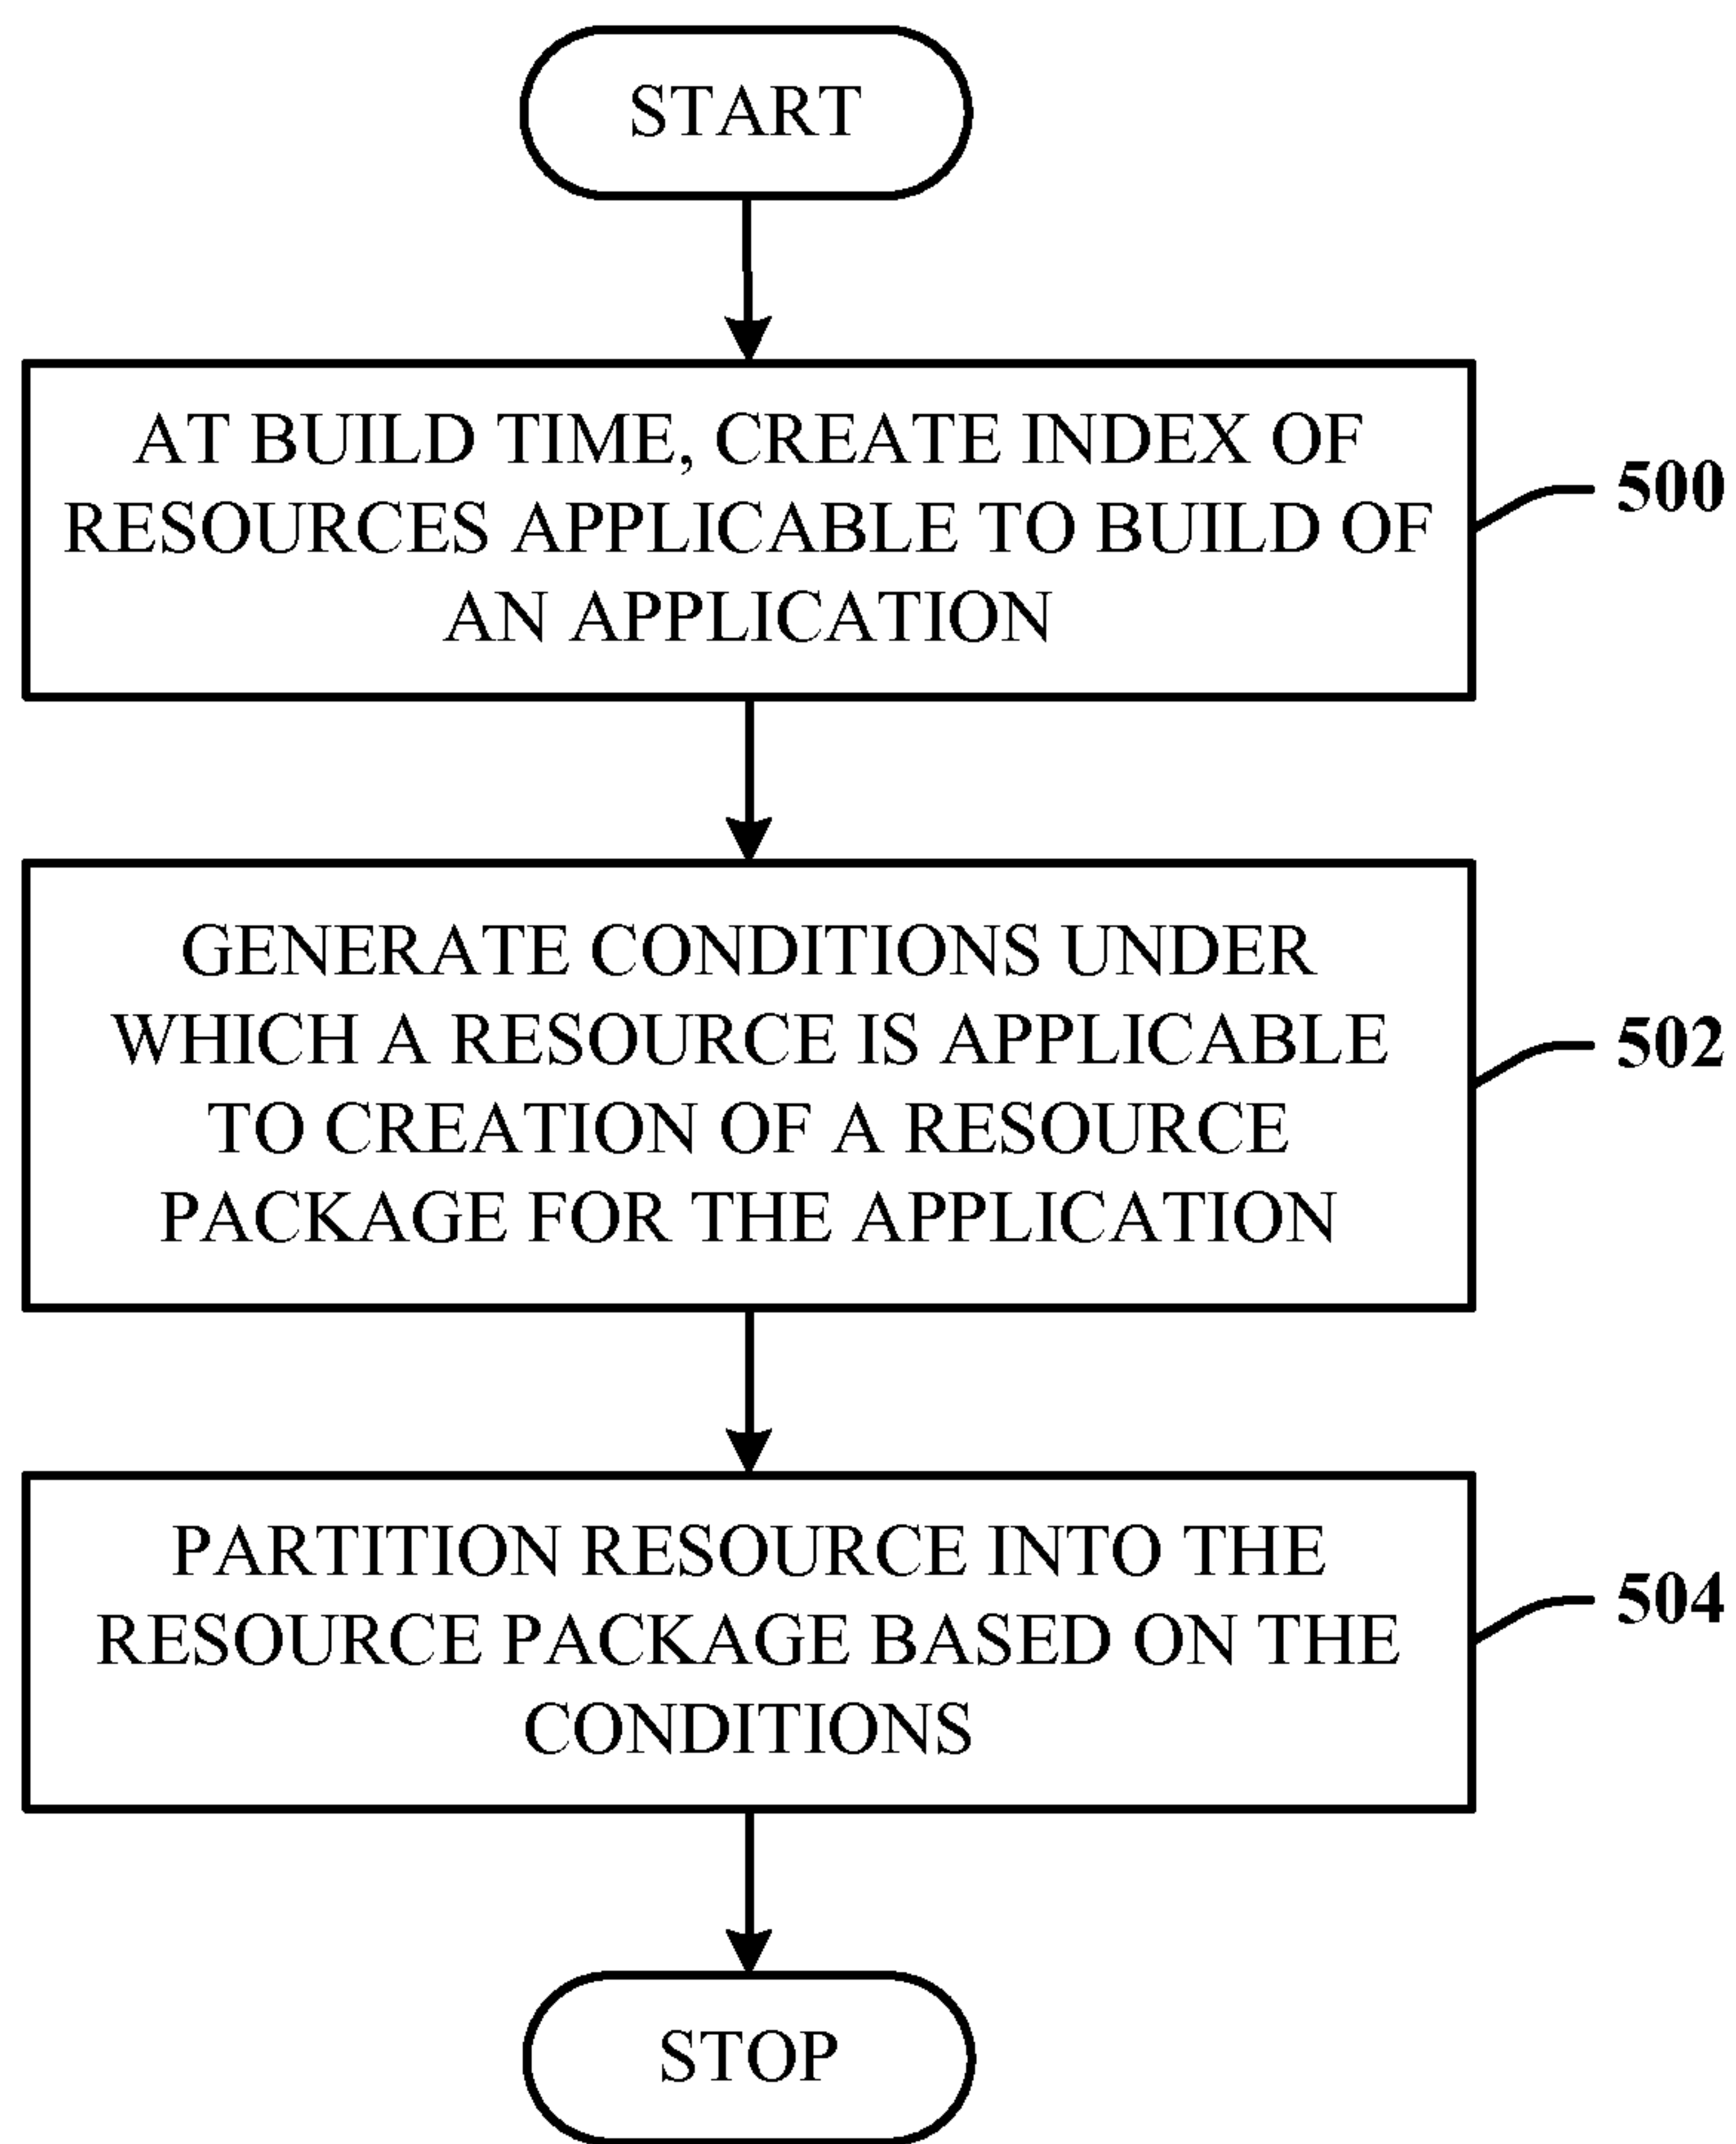 START
AT BUILD TIME, CREATE INDEX OF
RESOURCES APPLICABLE TO BUILD OF
AN APPLICATION
500
GENERATE CONDITIONS UNDER
WHICH A RESOURCE IS APPLICABLE
TO CREATION OF A RESOURCE
PACKAGE FOR THE APPLICATION
502
PARTITION RESOURCE INTO THE
RESOURCE PACKAGE BASED ON THE
CONDITIONS
504
STOP